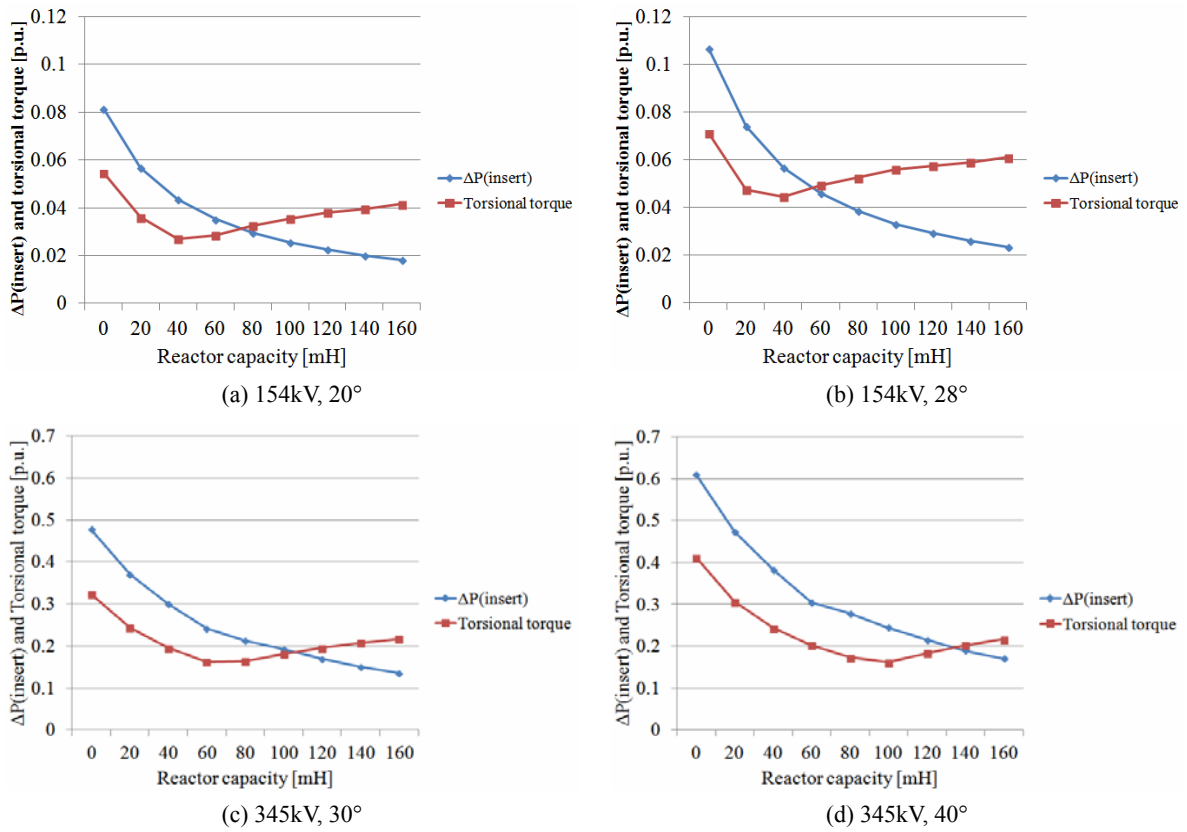 ΔP(insert) and torsional torque [p.u.]
0.12
0.1
0.08
0.06
0.04
0.02
0
0 20 40 60 80 100 120 140 160
Reactor capacity [mH]
ΔP(insert)
Torsional torque
(a) 154kV, 20°
ΔP(insert) and torsional torque [p.u.]
0.12
0.1
0.08
0.06
0.04
0.02
0
0 20 40 60 80 100 120 140 160
Reactor capacity [mH]
ΔP(insert)
Torsional torque
(b) 154kV, 28°
ΔP(insert) and Torsional torque [p.u.]
0.7
0.6
0.5
0.4
0.3
0.2
0.1
0
0 20 40 60 80 100 120 140 160
Reactor capacity [mH]
ΔP(insert)
Torsional torque
(c) 345kV, 30°
ΔP(insert) and Torsional torque [p.u.]
0.7
0.6
0.5
0.4
0.3
0.2
0.1
0
0 20 40 60 80 100 120 140 160
Reactor capacity [mH]
ΔP(insert)
Torsional torque
(d) 345kV, 40°